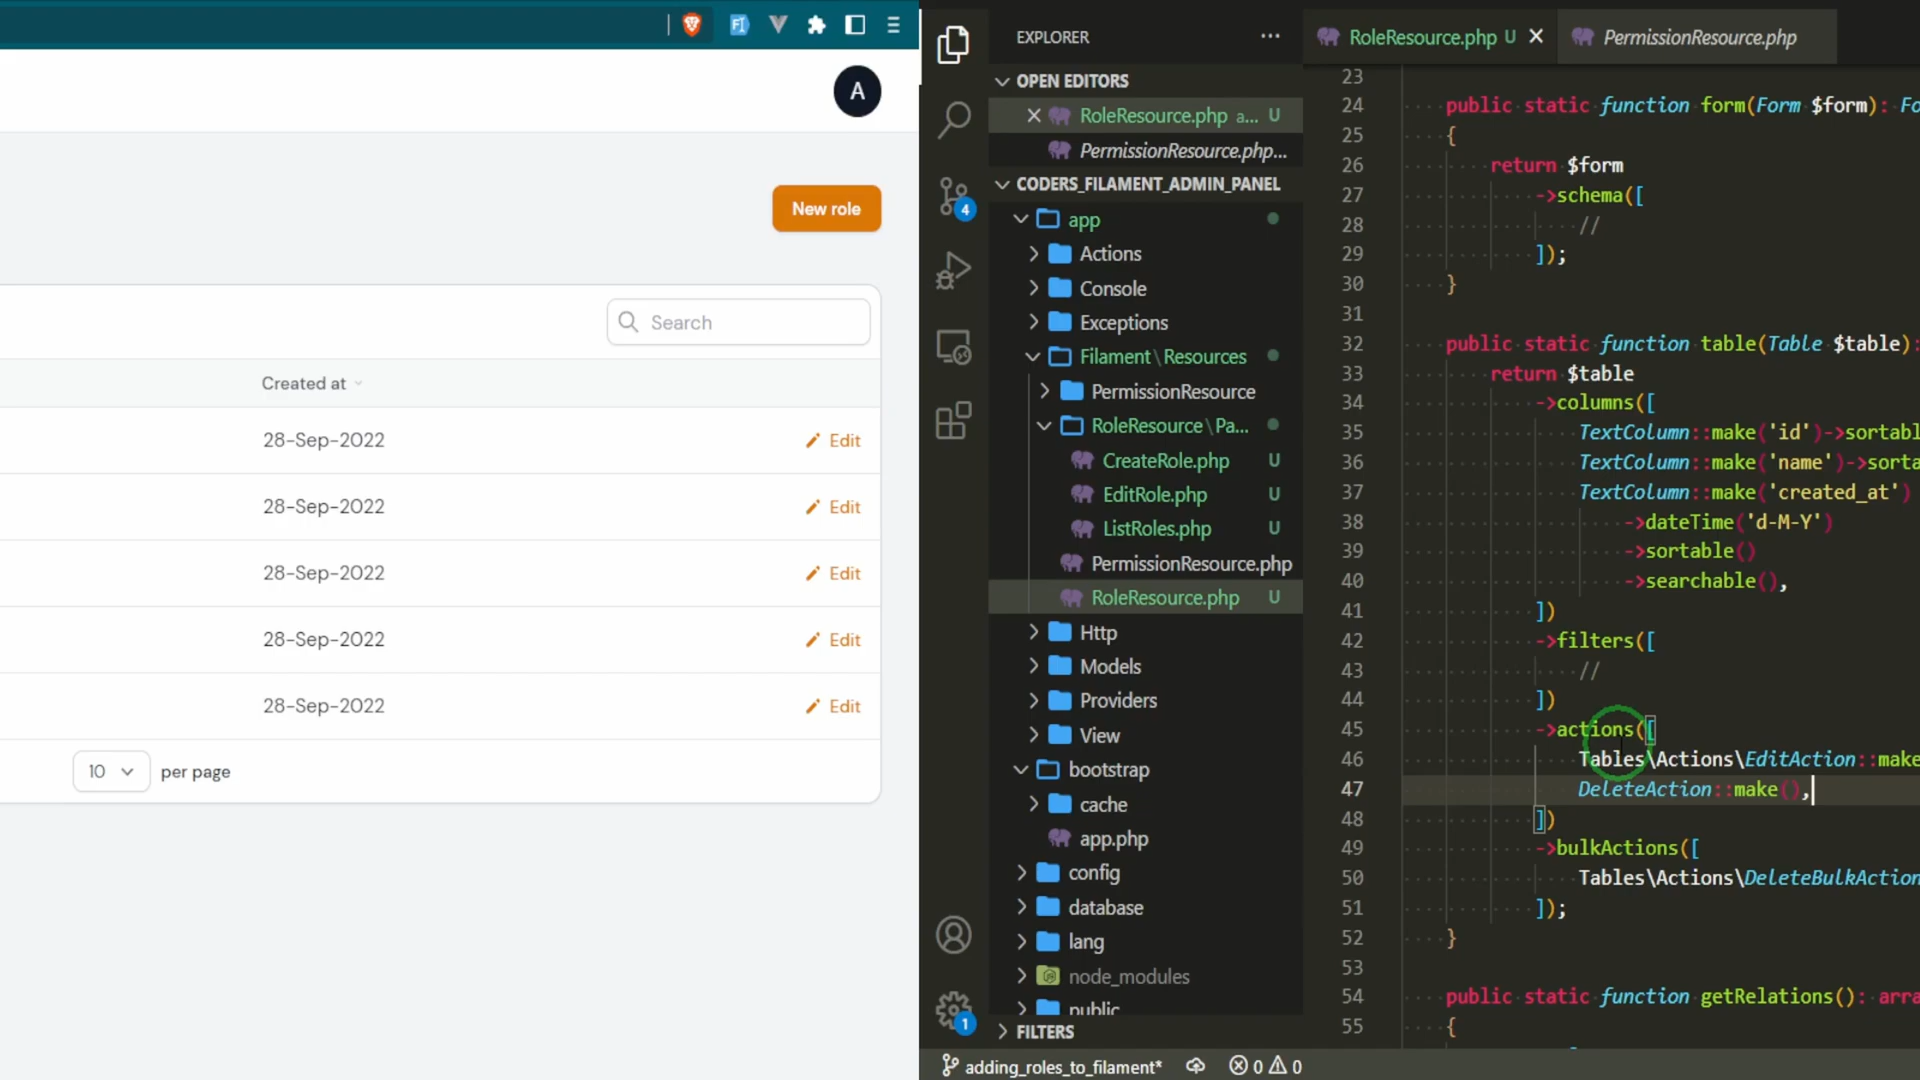 A
New role
Search
Created at
28-Sep-2022 Edit
28-Sep-2022 Edit
28-Sep-2022 Edit
28-Sep-2022 Edit
28-Sep-2022 Edit
10 per page
EXPLORER
OPEN EDITORS
RoleResource.php a... U
PermissionResource.php...
CODERS_FILAMENT_ADMIN_PANEL
app
Actions
Console
Exceptions
Filament\Resources
PermissionResource
RoleResource\Pa...
CreateRole.php U
EditRole.php U
ListRoles.php U
PermissionResource.php
RoleResource.php U
Http
Models
Providers
View
bootstrap
cache
app.php
config
database
lang
node_modules
public
FILTERS
4
1
adding_roles_to_filament* 0 0
RoleResource.php U PermissionResource.php
23
24 public static function form(Form $form): Fo
25 {
26 return $form
27 ->schema([
28 //
29 ]);
30 }
31
32 public static function table(Table $table):
33 return $table
34 ->columns([
35 TextColumn::make('id')->sortabl
36 TextColumn::make('name')->sorta
37 TextColumn::make('created_at')
38 ->dateTime('d-M-Y')
39 ->sortable()
40 ->searchable(),
41 ])
42 ->filters([
43 //
44 ])
45 ->actions([
46 Tables\Actions\EditAction::make
47 DeleteAction::make(),
48 ])
49 ->bulkActions([
50 Tables\Actions\DeleteBulkAction
51 ]);
52 }
53
54 public static function getRelations(): arra
55 {